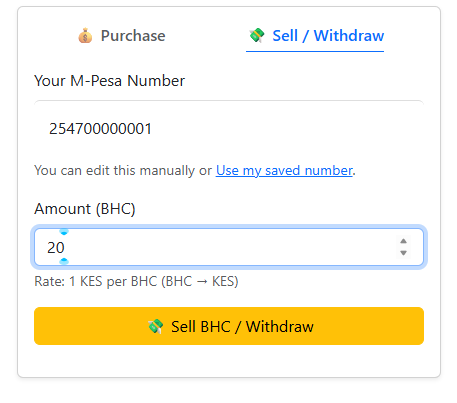 💰 Purchase 💸 Sell / Withdraw
Your M-Pesa Number
254700000001
You can edit this manually or Use my saved number.
Amount (BHC)
20
Rate: 1 KES per BHC (BHC → KES)
💸 Sell BHC / Withdraw